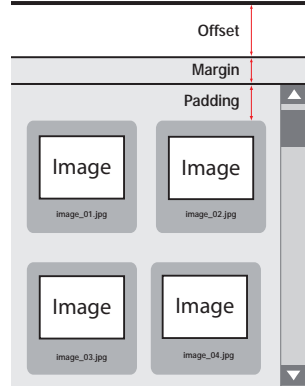 Offset
Margin
Padding
Image
image_01.jpg
Image
image_02.jpg
Image
image_03.jpg
Image
image_04.jpg